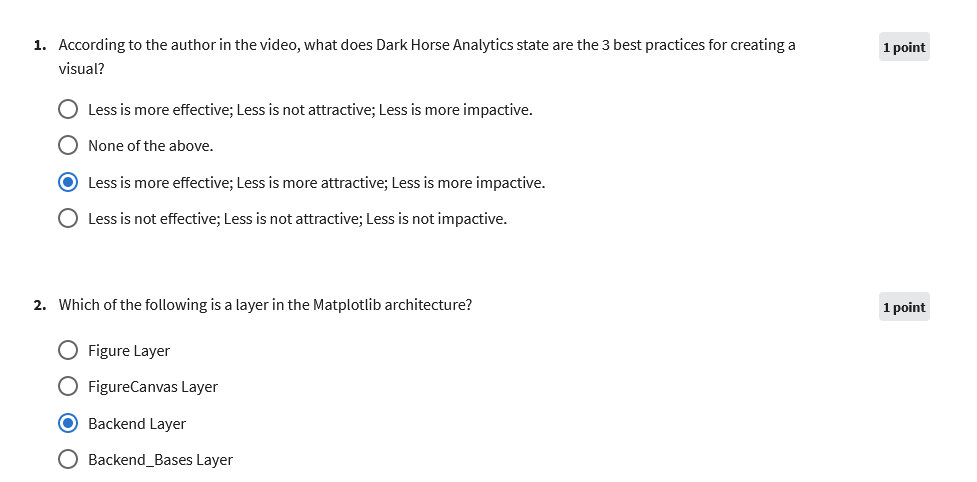 1. According to the author in the video, what does Dark Horse Analytics state are the 3 best practices for creating a
visual?
1 point
Less is more effective; Less is not attractive; Less is more impactive.
None of the above.
Less is more effective; Less is more attractive; Less is more impactive.
Less is not effective; Less is not attractive; Less is not impactive.
2. Which of the following is a layer in the Matplotlib architecture?
1 point
Figure Layer
FigureCanvas Layer
Backend Layer
Backend_Bases Layer